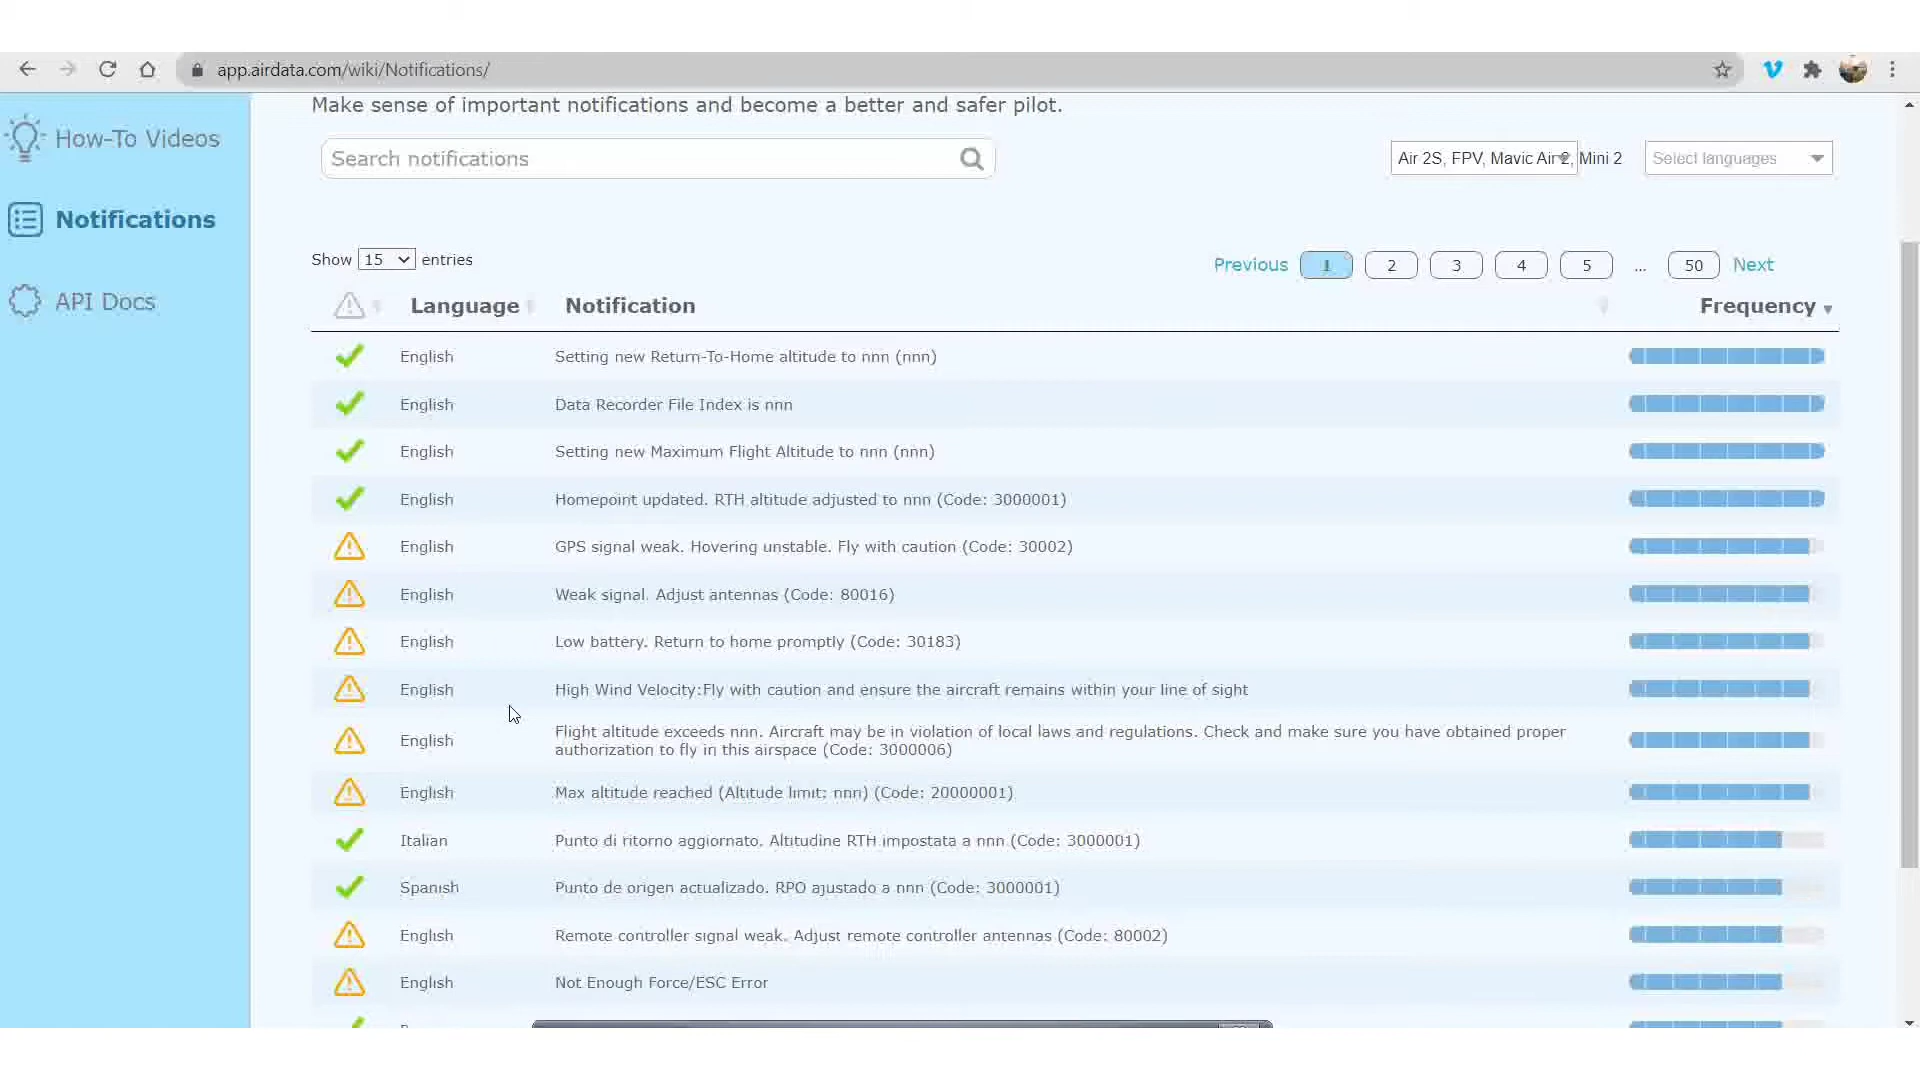 app.airdata.com/wiki/Notifications/
Make sense of important notifications and become a better and safer pilot.
How-To Videos
Search notifications
Air 2S, FPV, Mavic Air 2, Mini 2
Select languages
Notifications
Show 15 entries
Previous 1 2 3 4 5 ... 50 Next
API Docs
Language Notification Frequency
English Setting new Return-To-Home altitude to nnn (nnn)
English Data Recorder File Index is nnn
English Setting new Maximum Flight Altitude to nnn (nnn)
English Homepoint updated. RTH altitude adjusted to nnn (Code: 3000001)
English GPS signal weak. Hovering unstable. Fly with caution (Code: 30002)
English Weak signal. Adjust antennas (Code: 80016)
English Low battery. Return to home promptly (Code: 30183)
English High Wind Velocity:Fly with caution and ensure the aircraft remains within your line of sight
English Flight altitude exceeds nnn. Aircraft may be in violation of local laws and regulations. Check and make sure you have obtained proper
authorization to fly in this airspace (Code: 3000006)
English Max altitude reached (Altitude limit: nnn) (Code: 20000001)
Italian Punto di ritorno aggiornato. Altitudine RTH impostata a nnn (Code: 3000001)
Spanish Punto de origen actualizado. RPO ajustado a nnn (Code: 3000001)
English Remote controller signal weak. Adjust remote controller antennas (Code: 80002)
English Not Enough Force/ESC Error